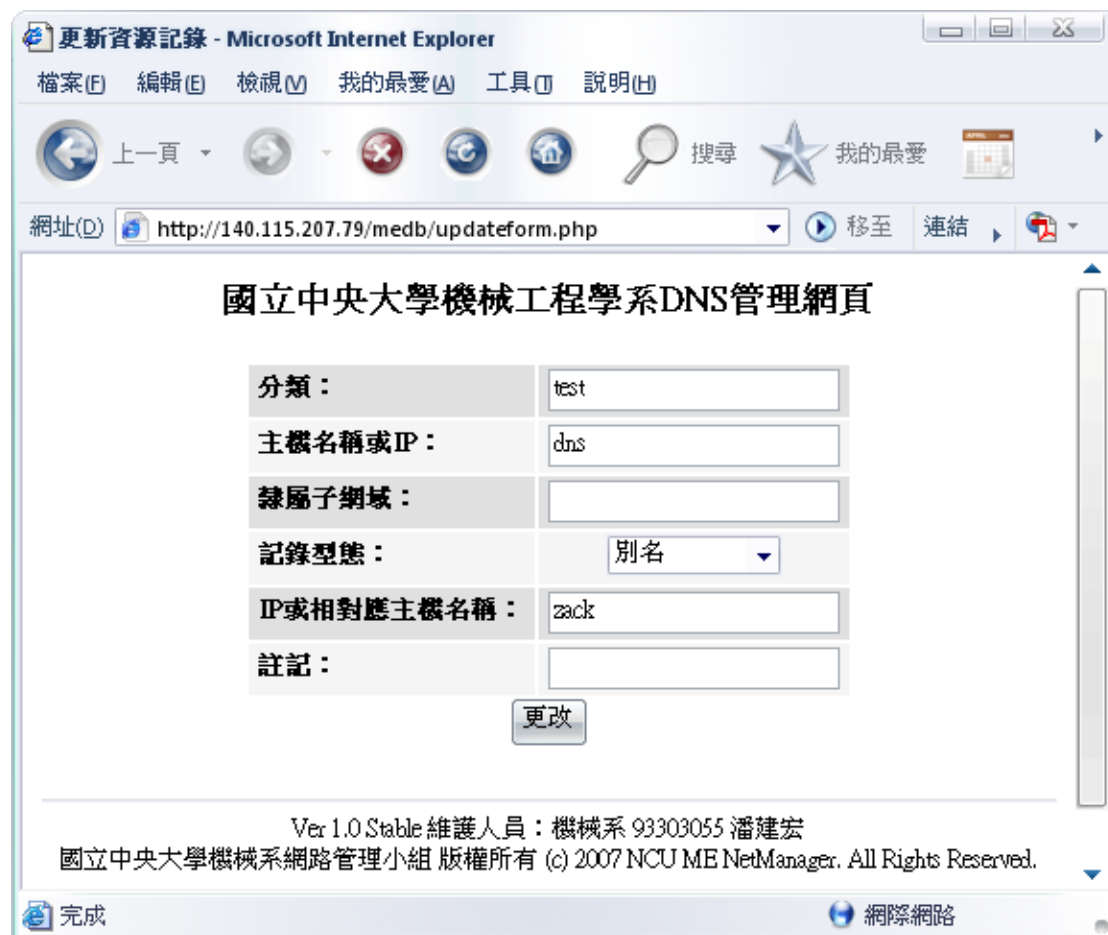 更新資源記錄 - Microsoft Internet Explorer
檔案(F) 編輯(E) 檢視(V) 我的最愛(A) 工具(T) 說明(H)
上一頁 搜尋 我的最愛
網址(D) http://140.115.207.79/medb/updateform.php 移至 連結
國立中央大學機械工程學系DNS管理網頁
分類： test
主機名稱或IP： dns
隸屬子網域：
記錄型態： 別名
IP或相對應主機名稱： zack
註記：
更改
Ver 1.0 Stable 維護人員：機械系 93303055 潘建宏
國立中央大學機械系網路管理小組 版權所有 (c) 2007 NCU ME NetManager. All Rights Reserved.
完成 網際網路